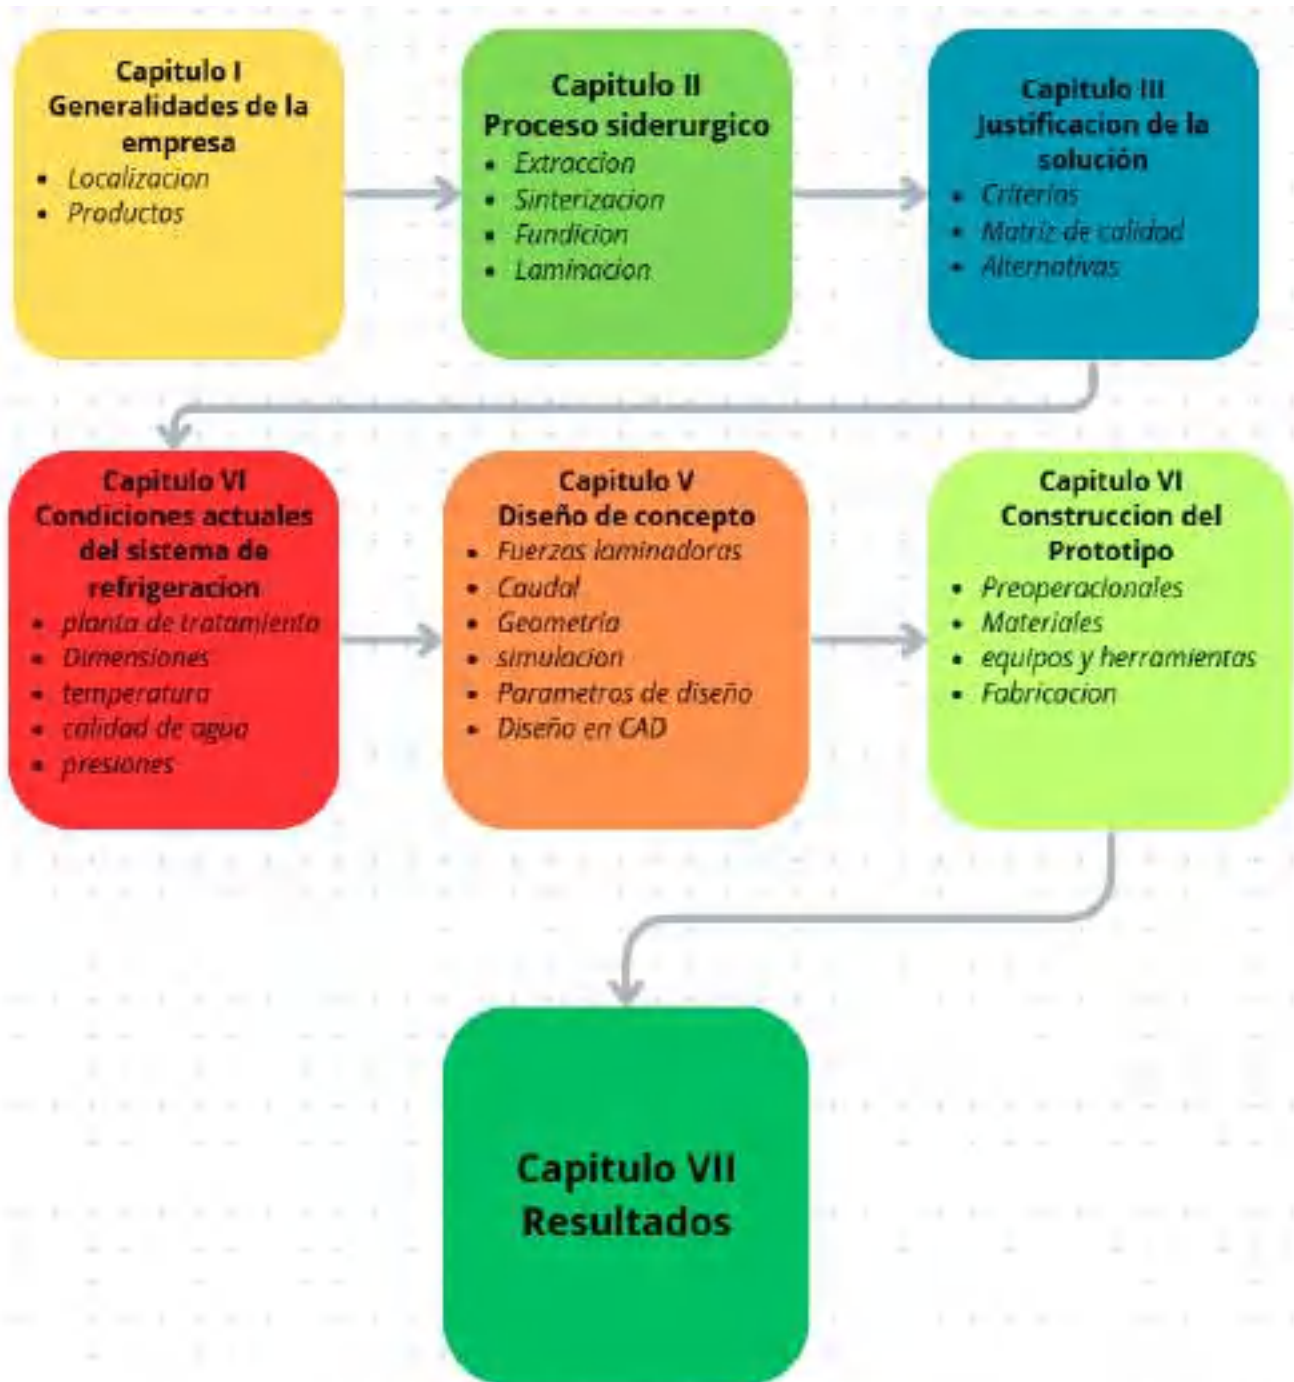 Capitulo I
Generalidades de la
empresa
• Localizacion
• Productos
Capitulo II
Proceso siderurgico
• Extraccion
• Sinterizacion
• Fundicion
• Laminacion
Capitulo III
Justificacion de la
solución
• Criterios
• Matriz de calidad
• Alternativas
Capitulo VI
Condiciones actuales
del sistema de
refrigeracion
• planta de tratamiento
• Dimensiones
• temperatura
• calidad de agua
• presiones
Capitulo V
Diseño de concepto
• Fuerzas laminadoras
• Caudal
• Geometria
• simulacion
• Parametros de diseño
• Diseño en CAD
Capitulo VI
Construccion del
Prototipo
• Preoperacionales
• Materiales
• equipos y herramientas
• Fabricacion
Capitulo VII
Resultados